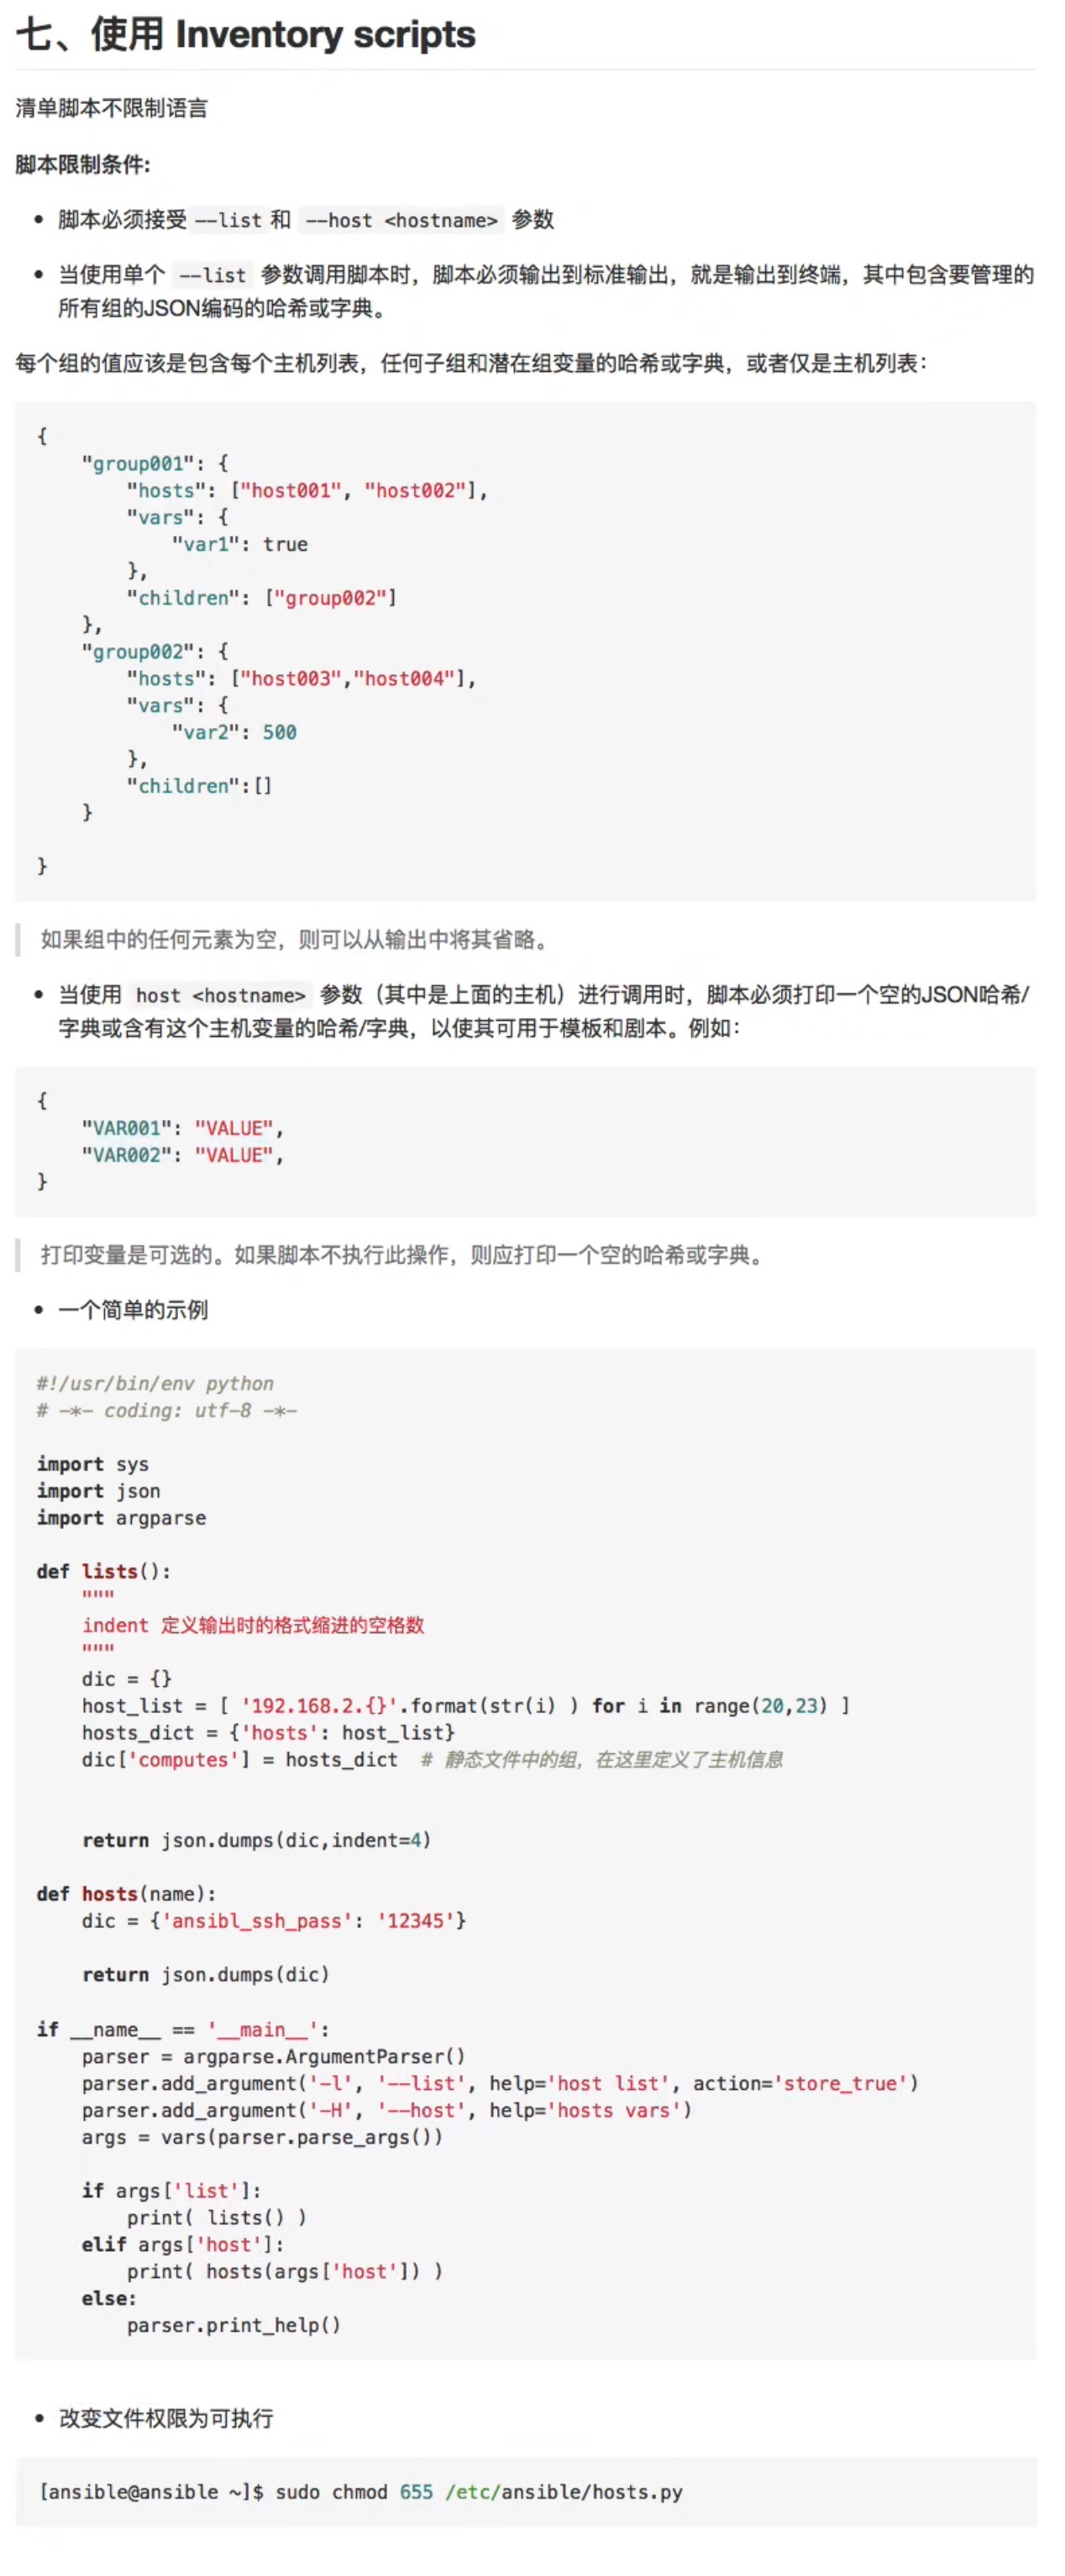 七、使用 Inventory scripts
清单脚本不限制语言
脚本限制条件:
• 脚本必须接受 --list 和 --host <hostname> 参数
• 当使用单个 --list 参数调用脚本时，脚本必须输出到标准输出，就是输出到终端，其中包含要管理的
所有组的JSON编码的哈希或字典。
每个组的值应该是包含每个主机列表，任何子组和潜在组变量的哈希或字典，或者仅是主机列表：
{
    "group001": {
        "hosts": ["host001", "host002"],
        "vars": {
            "var1": true
        },
        "children": ["group002"]
    },
    "group002": {
        "hosts": ["host003","host004"],
        "vars": {
            "var2": 500
        },
        "children":[]
    }
}
如果组中的任何元素为空，则可以从输出中将其省略。
• 当使用 host <hostname> 参数（其中是上面的主机）进行调用时，脚本必须打印一个空的JSON哈希/
字典或含有这个主机变量的哈希/字典，以使其可用于模板和剧本。例如：
{
    "VAR001": "VALUE",
    "VAR002": "VALUE",
}
打印变量是可选的。如果脚本不执行此操作，则应打印一个空的哈希或字典。
• 一个简单的示例
#!/usr/bin/env python
# -*- coding: utf-8 -*-
import sys
import json
import argparse
def lists():
    """
    indent 定义输出时的格式缩进的空格数
    """
    dic = {}
    host_list = [ '192.168.2.{}'.format(str(i) ) for i in range(20,23) ]
    hosts_dict = {'hosts': host_list}
    dic['computes'] = hosts_dict  # 静态文件中的组，在这里定义了主机信息
    return json.dumps(dic,indent=4)
def hosts(name):
    dic = {'ansibl_ssh_pass': '12345'}
    return json.dumps(dic)
if __name__ == '__main__':
    parser = argparse.ArgumentParser()
    parser.add_argument('-l', '--list', help='host list', action='store_true')
    parser.add_argument('-H', '--host', help='hosts vars')
    args = vars(parser.parse_args())
    if args['list']:
        print( lists() )
    elif args['host']:
        print( hosts(args['host']) )
    else:
        parser.print_help()
• 改变文件权限为可执行
[ansible@ansible ~]$ sudo chmod 655 /etc/ansible/hosts.py